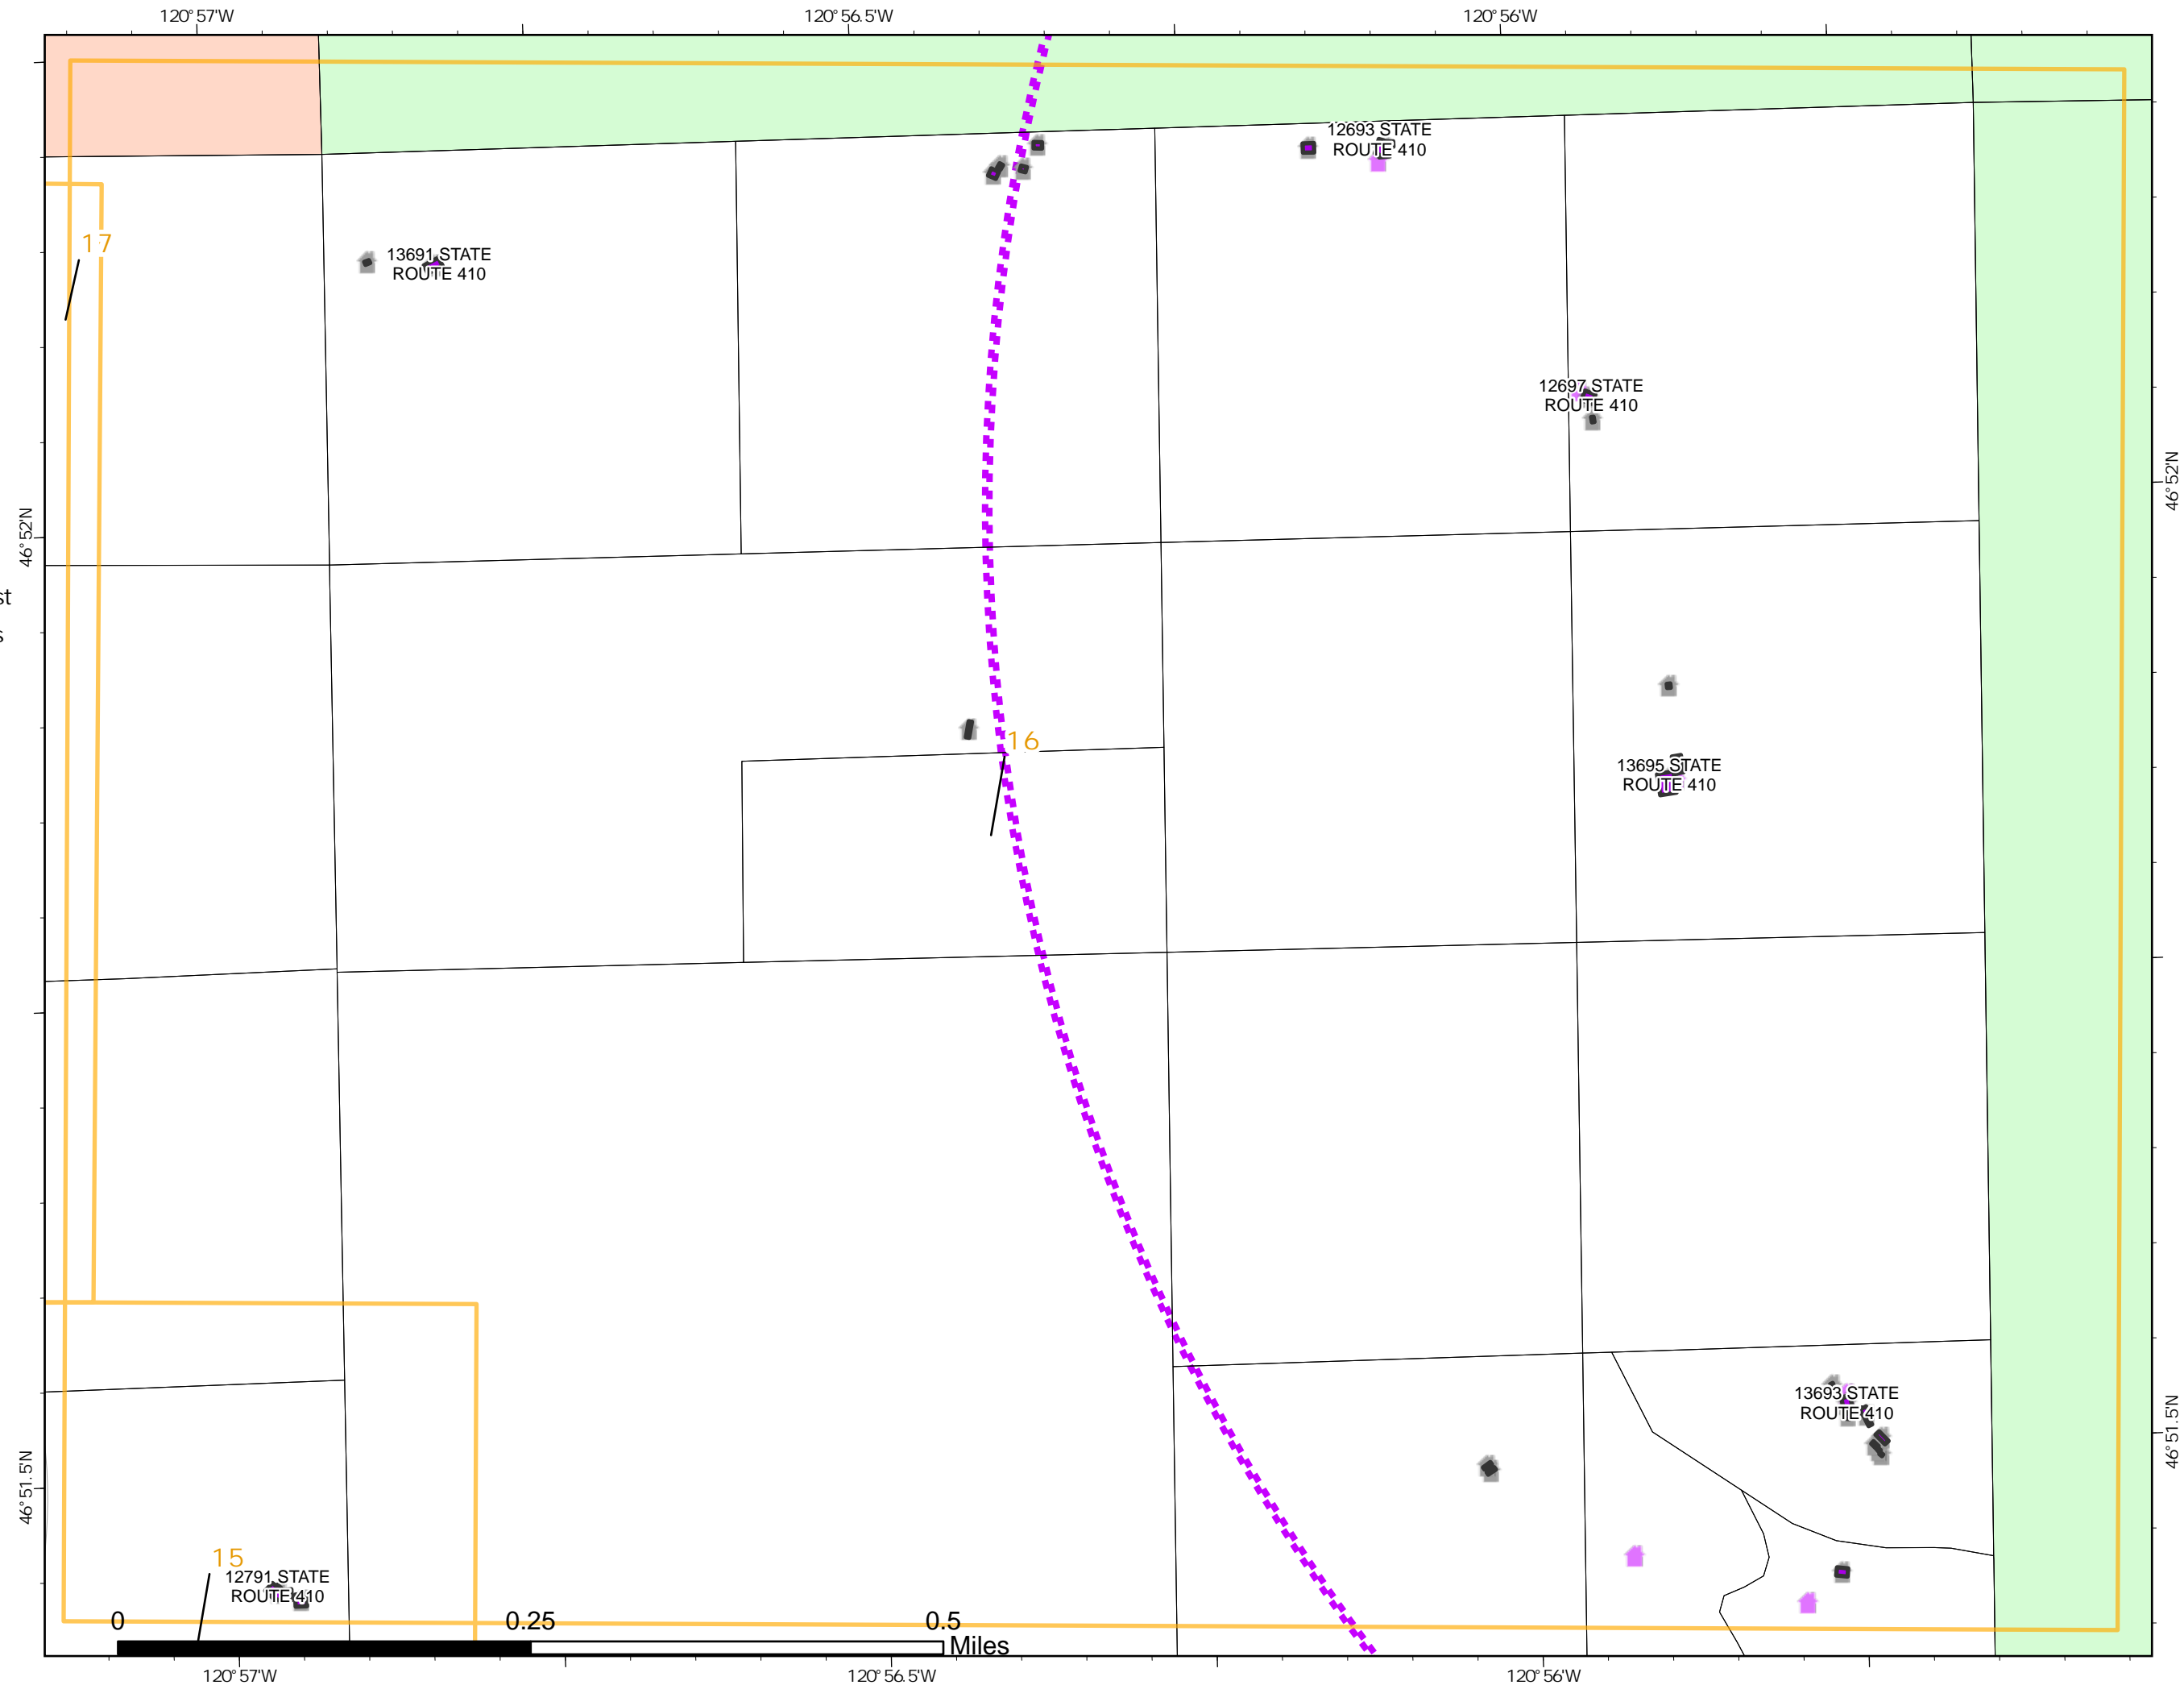 120°57'W
120°56.5'W
120°56'W
12693 STATE
ROUTE 410
17
13691 STATE
ROUTE 410
12697 STATE
ROUTE 410
46°52'N
46°52'N
st
s
16
13695 STATE
ROUTE 410
13693 STATE
ROUTE 410
46°51.5'N
46°51.5'N
15
12791 STATE
ROUTE 410
0
0.25
0.5
Miles
120°57'W
120°56.5'W
120°56'W